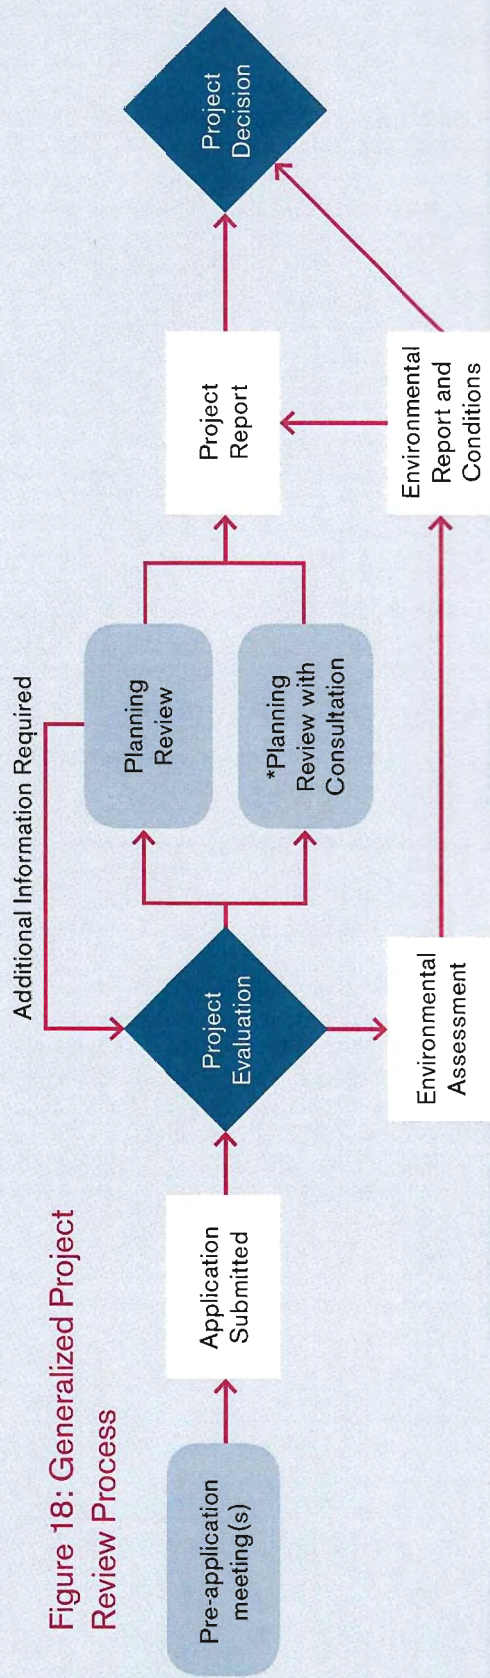 Figure 18: Generalized Project
Review Process
Pre-application
meeting(s)
Application
Submitted
Additional Information Required
Project
Evaluation
Planning
Review
*Planning
Review with
Consultation
Environmental
Assessment
Project
Report
Environmental
Report and
Conditions
Project
Decision